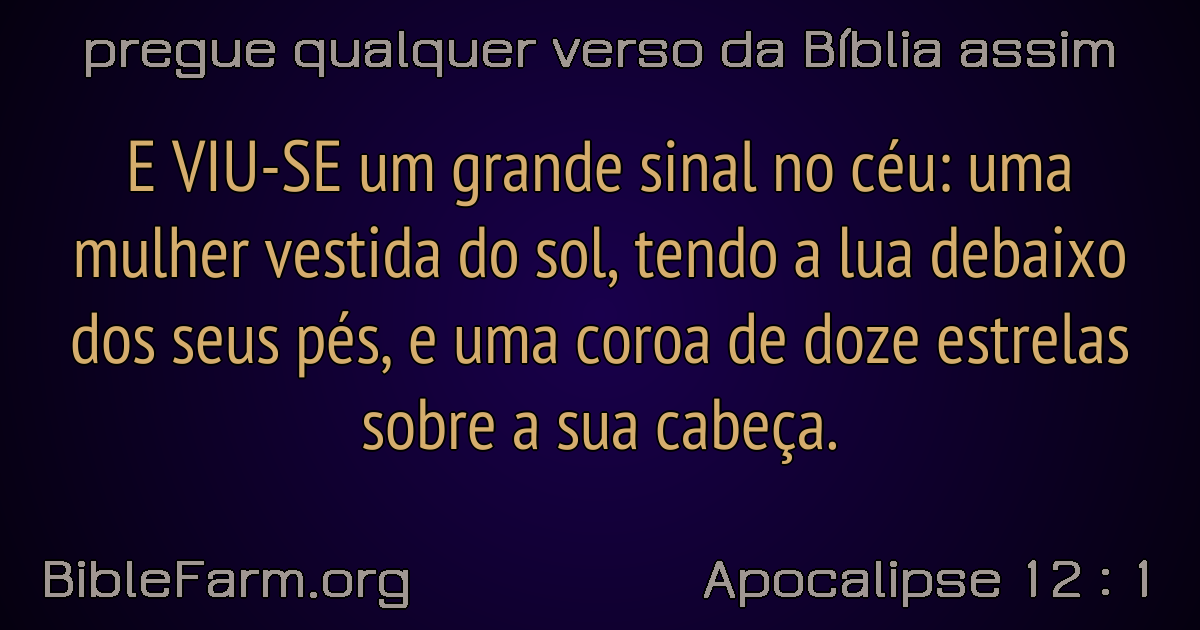 pregue qualquer verso da Bíblia assim
E VIU-SE um grande sinal no céu: uma
mulher vestida do sol, tendo a lua debaixo
dos seus pés, e uma coroa de doze estrelas
sobre a sua cabeça.
BibleFarm.org
Apocalipse 12 : 1